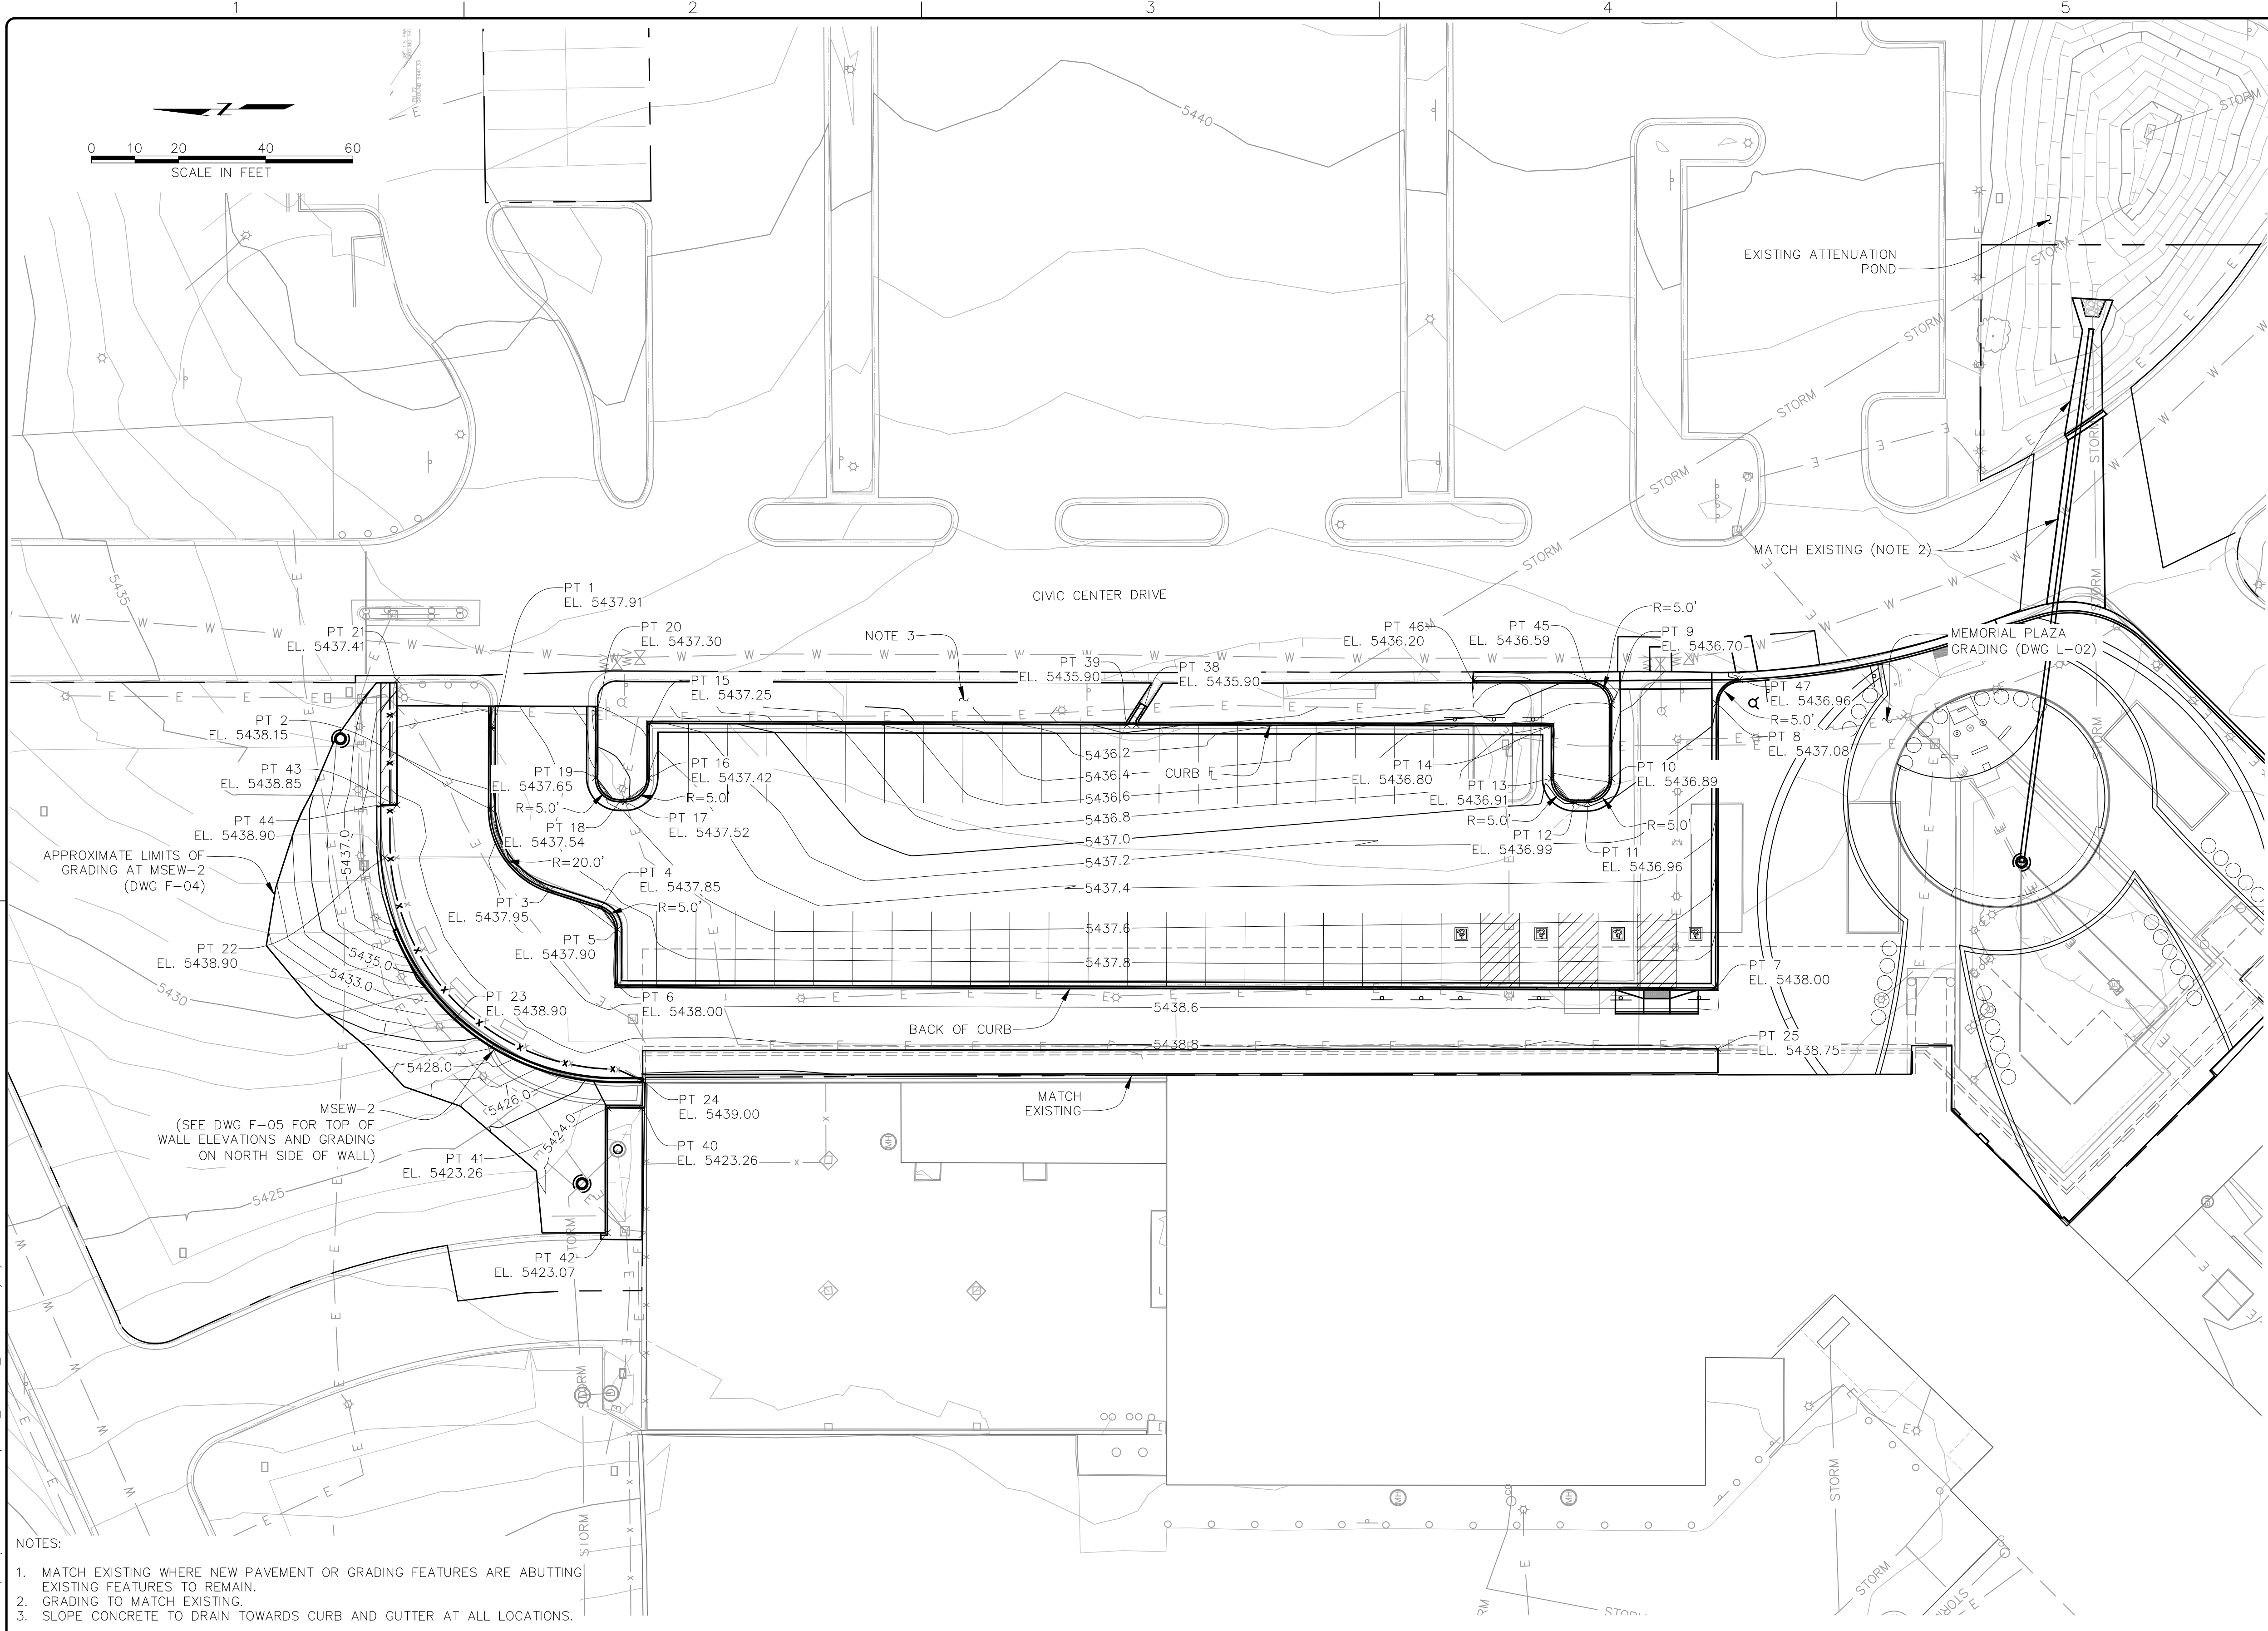 1
2
3
4
5
Z
0
10
20
40
60
SCALE IN FEET
5440
STORM
EXISTING ATTENUATION
POND
STORM
STORM
STORM
STORM
STORM
MATCH EXISTING (NOTE 2)
CIVIC CENTER DRIVE
5435
PT 1
EL. 5437.91
PT 21
EL. 5437.41
PT 20
EL. 5437.30
NOTE 3
PT 39
EL. 5435.90
PT 38
EL. 5435.90
PT 46
EL. 5436.20
PT 45
EL. 5436.59
R=5.0'
PT 9
EL. 5436.70
MEMORIAL PLAZA
GRADING (DWG L-02)
PT 15
EL. 5437.25
PT 47
EL. 5436.96
R=5.0'
PT 8
EL. 5437.08
PT 2
EL. 5438.15
PT 43
EL. 5438.85
PT 19
EL. 5437.65
R=5.0'
PT 16
EL. 5437.42
R=5.0'
PT 17
EL. 5437.52
PT 18
EL. 5437.54
5436.2
5436.4
5436.6
5436.8
5437.0
5437.2
5437.4
5437.6
5437.8
CURB FL
PT 14
EL. 5436.80
PT 13
EL. 5436.91
R=5.0'
PT 12
EL. 5436.99
PT 10
EL. 5436.89
R=5.0'
PT 11
EL. 5436.96
PT 44
EL. 5438.90
5437.0
APPROXIMATE LIMITS OF
GRADING AT MSEW-2
(DWG F-04)
R=20.0'
PT 4
EL. 5437.85
R=5.0'
PT 3
EL. 5437.95
PT 5
EL. 5437.90
PT 22
EL. 5438.90
5435.0
5433.0
5430
PT 23
EL. 5438.90
PT 6
EL. 5438.00
PT 7
EL. 5438.00
BACK OF CURB
5438.6
5438.8
PT 25
EL. 5438.75
5428.0
5426.0
5424.0
MSEW-2
(SEE DWG F-05 FOR TOP OF
WALL ELEVATIONS AND GRADING
ON NORTH SIDE OF WALL)
PT 24
EL. 5439.00
MATCH
EXISTING
PT 40
EL. 5423.26
PT 41
EL. 5423.26
5425
PT 42
EL. 5423.07
STORM
STORM
STORM
STORM
STORM
STORM
NOTES:
1. MATCH EXISTING WHERE NEW PAVEMENT OR GRADING FEATURES ARE ABUTTING
EXISTING FEATURES TO REMAIN.
2. GRADING TO MATCH EXISTING.
3. SLOPE CONCRETE TO DRAIN TOWARDS CURB AND GUTTER AT ALL LOCATIONS.